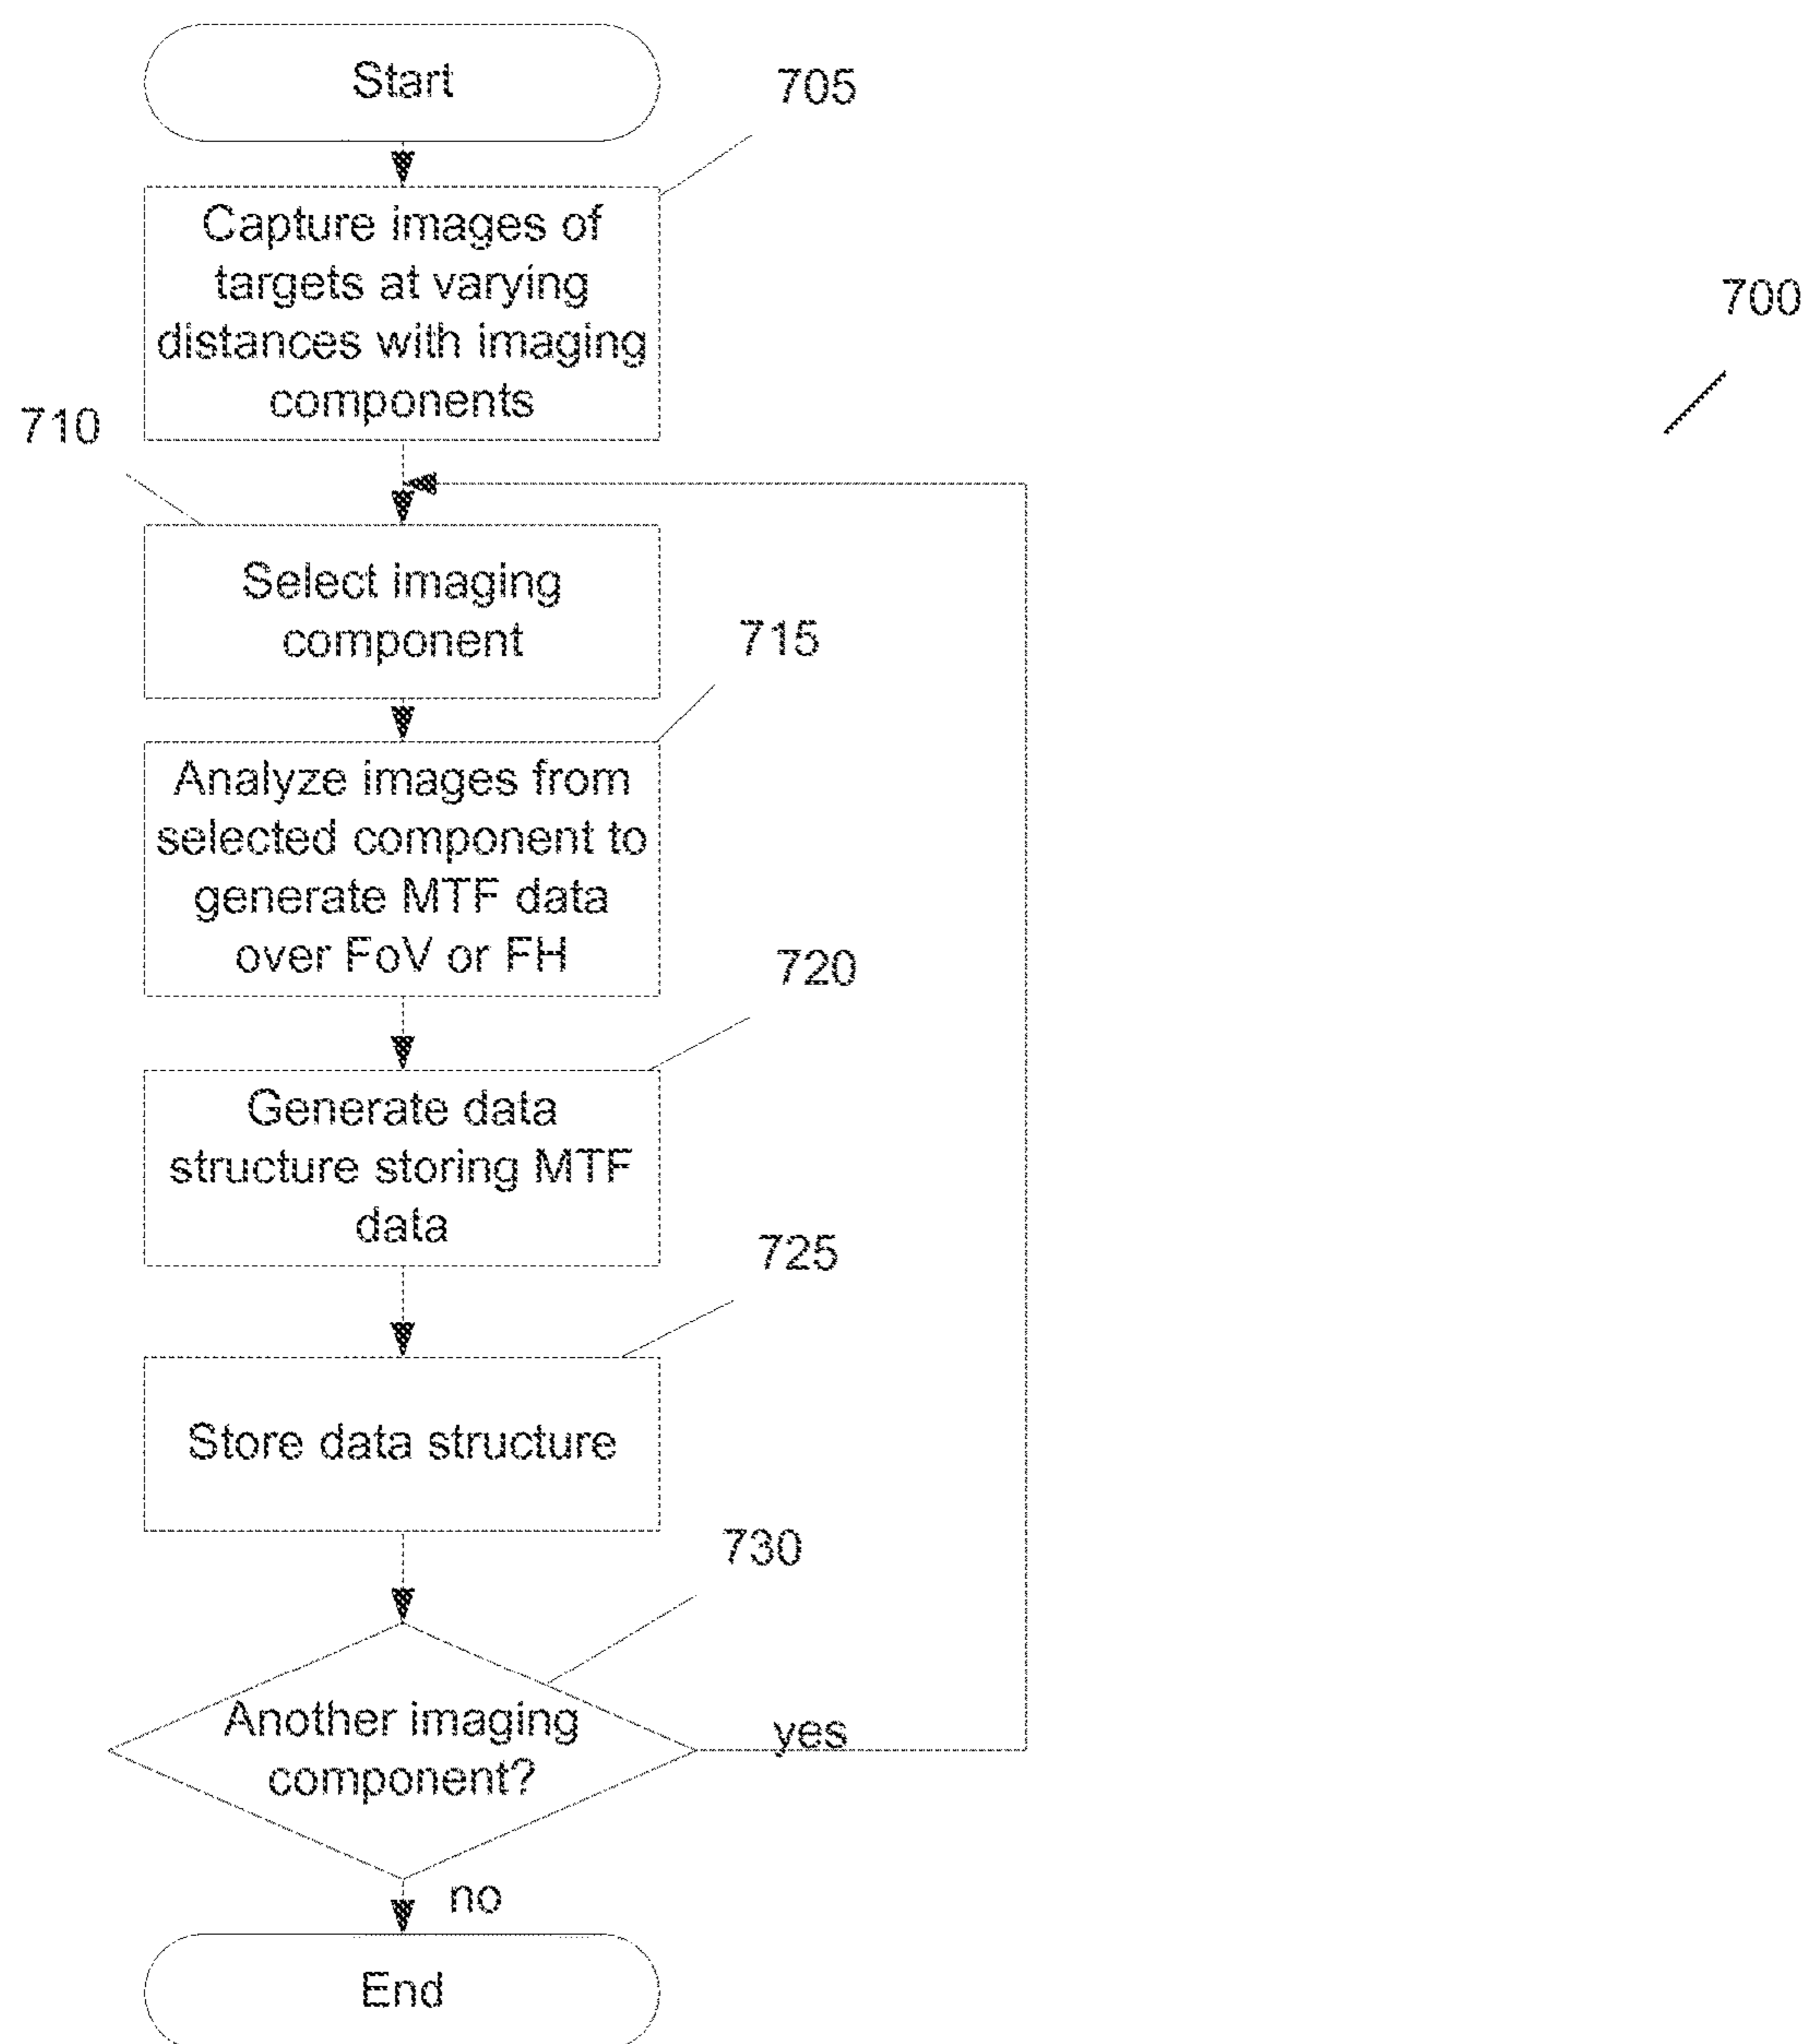 Start
705
Capture images of
targets at varying
distances with imaging
components
700
710
Select imaging
component
715
Analyze images from
selected component to
generate MTF data
over FoV or FH
720
Generate data
structure storing MTF
data
725
Store data structure
730
Another imaging
component?
yes
no
End